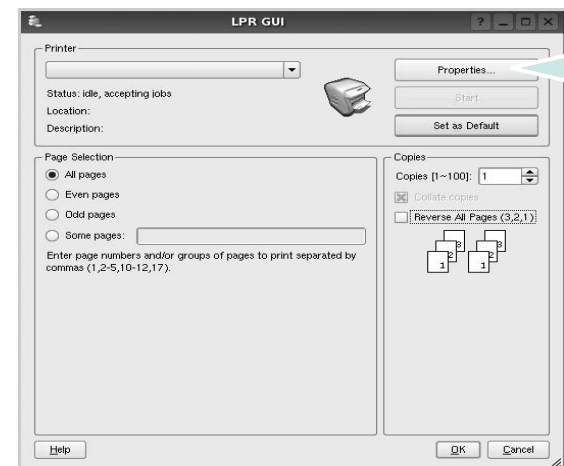 LPR GUI
Printer
Properties...
Status: idle, accepting jobs
Start
Location:
Description:
Set as Default
Page Selection
Copies
All pages
Copies [1~100]: 1
Even pages
Collate copies
Odd pages
Reverse All Pages (3,2,1)
Some pages:
Enter page numbers and/or groups of pages to print separated by
commas (1,2-5,10-12,17).
3 3
2 2
1 1
Help
OK
Cancel